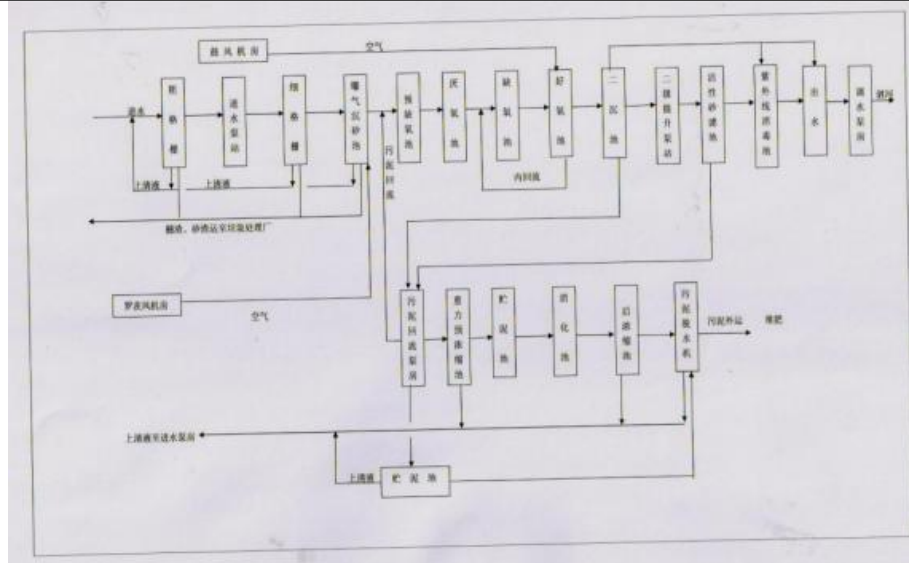 鼓风机房
空气
进水
粗格栅
进水泵站
细格栅
曝气沉砂池
预缺氧池
厌氧池
缺氧池
好氧池
二沉池
二级提升泵站
活性砂滤池
紫外线消毒池
出水
调水泵房
上清液
上清液
污泥回流
内回流
栅渣、砂渣运至垃圾处理厂
罗茨风机房
空气
污泥回流泵房
重力预浓缩池
贮泥池
消化池
后浓缩池
污泥脱水机
污泥外运
堆肥
上清液至进水泵前
上清液
贮泥池